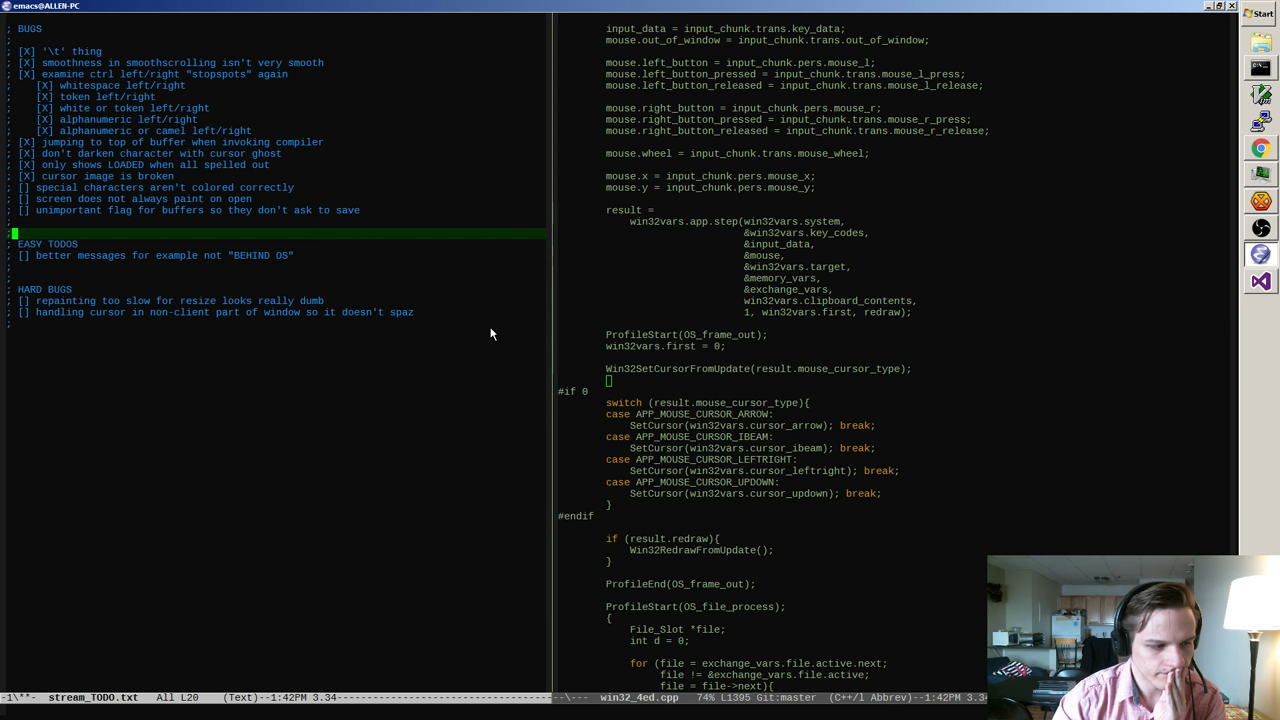 emacs@ALLEN-PC
; BUGS
;
; [X] '\t' thing
; [X] smoothness in smoothscrolling isn't very smooth
; [X] examine ctrl left/right "stopspots" again
;    [X] whitespace left/right
;    [X] token left/right
;    [X] white or token left/right
;    [X] alphanumeric left/right
;    [X] alphanumeric or camel left/right
; [X] jumping to top of buffer when invoking compiler
; [X] don't darken character with cursor ghost
; [X] only shows LOADED when all spelled out
; [X] cursor image is broken
; [] special characters aren't colored correctly
; [] screen does not always paint on open
; [] unimportant flag for buffers so they don't ask to save
;
;
; EASY TODOS
; [] better messages for example not "BEHIND OS"
;
;
; HARD BUGS
; [] repainting too slow for resize looks really dumb
; [] handling cursor in non-client part of window so it doesn't spaz
;
-1\**-  stream_TODO.txt   All L20    (Text)--1:42PM 3.34
input_data = input_chunk.trans.key_data;
mouse.out_of_window = input_chunk.trans.out_of_window;
mouse.left_button = input_chunk.pers.mouse_l;
mouse.left_button_pressed = input_chunk.trans.mouse_l_press;
mouse.left_button_released = input_chunk.trans.mouse_l_release;
mouse.right_button = input_chunk.pers.mouse_r;
mouse.right_button_pressed = input_chunk.trans.mouse_r_press;
mouse.right_button_released = input_chunk.trans.mouse_r_release;
mouse.wheel = input_chunk.trans.mouse_wheel;
mouse.x = input_chunk.pers.mouse_x;
mouse.y = input_chunk.pers.mouse_y;
result =
win32vars.app.step(win32vars.system,
&win32vars.key_codes,
&input_data,
&mouse,
&win32vars.target,
&memory_vars,
&exchange_vars,
win32vars.clipboard_contents,
1, win32vars.first, redraw);
ProfileStart(OS_frame_out);
win32vars.first = 0;
Win32SetCursorFromUpdate(result.mouse_cursor_type);
#if 0
switch (result.mouse_cursor_type){
case APP_MOUSE_CURSOR_ARROW:
SetCursor(win32vars.cursor_arrow); break;
case APP_MOUSE_CURSOR_IBEAM:
SetCursor(win32vars.cursor_ibeam); break;
case APP_MOUSE_CURSOR_LEFTRIGHT:
SetCursor(win32vars.cursor_leftright); break;
case APP_MOUSE_CURSOR_UPDOWN:
SetCursor(win32vars.cursor_updown); break;
}
#endif
if (result.redraw){
Win32RedrawFromUpdate();
}
ProfileEnd(OS_frame_out);
ProfileStart(OS_file_process);
{
File_Slot *file;
int d = 0;
for (file = exchange_vars.file.active.next;
file != &exchange_vars.file.active;
file = file->next){
\---  win32_4ed.cpp   74% L1395 Git:master  (C++/l Abbrev)--1:42PM 3.34
Start